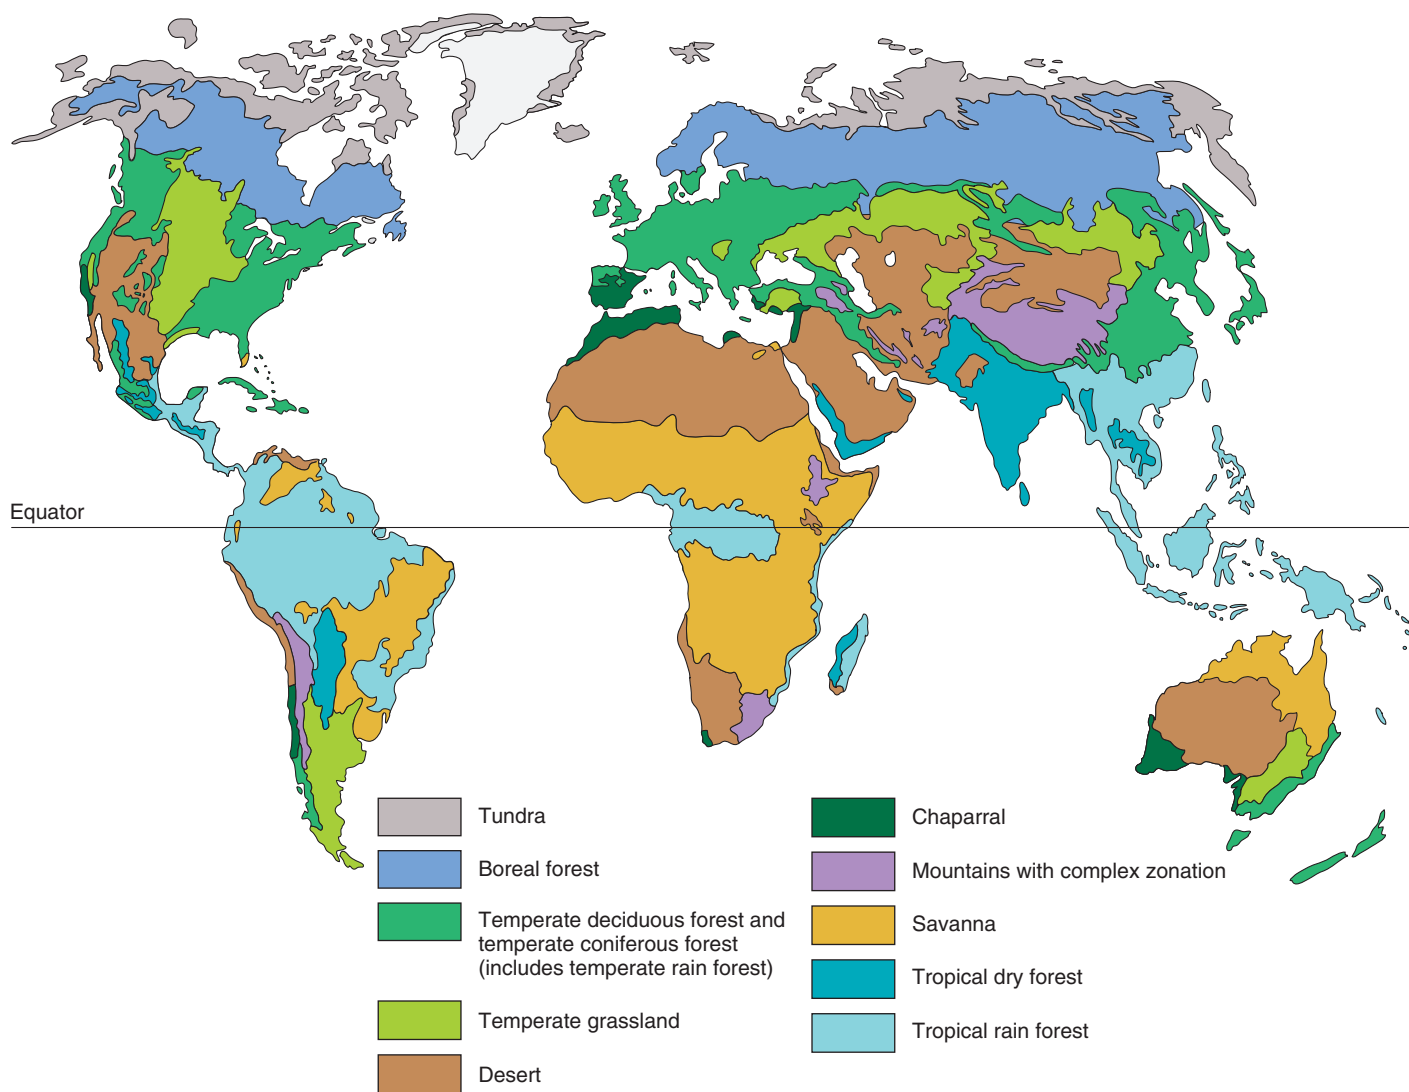 Equator
Tundra
Boreal forest
Temperate deciduous forest and
temperate coniferous forest
(includes temperate rain forest)
Temperate grassland
Desert
Chaparral
Mountains with complex zonation
Savanna
Tropical dry forest
Tropical rain forest